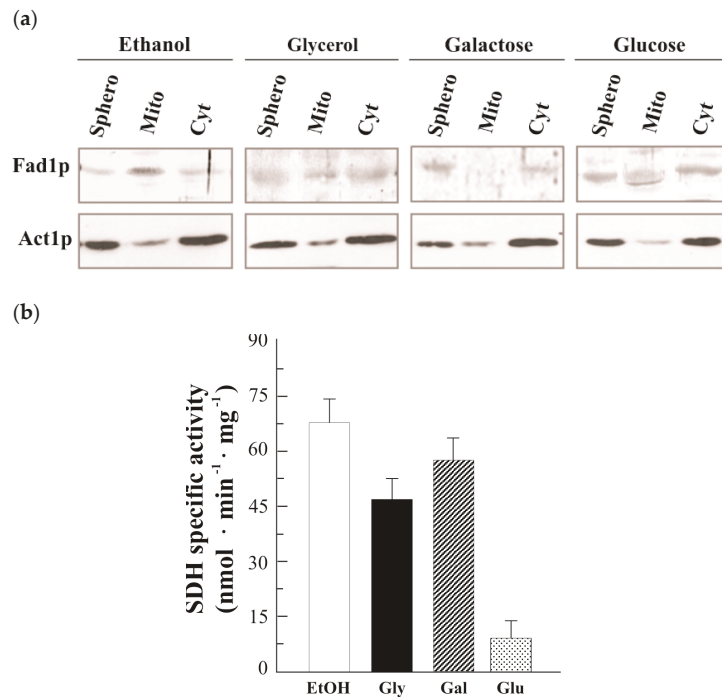 (a)
Ethanol Glycerol Galactose Glucose
Sphero Mito Cyt Sphero Mito Cyt Sphero Mito Cyt Sphero Mito Cyt
Fad1p
Act1p
(b)
SDH specific activity
(nmol · min⁻¹ · mg⁻¹)
90
75
60
45
30
15
0
EtOH Gly Gal Glu